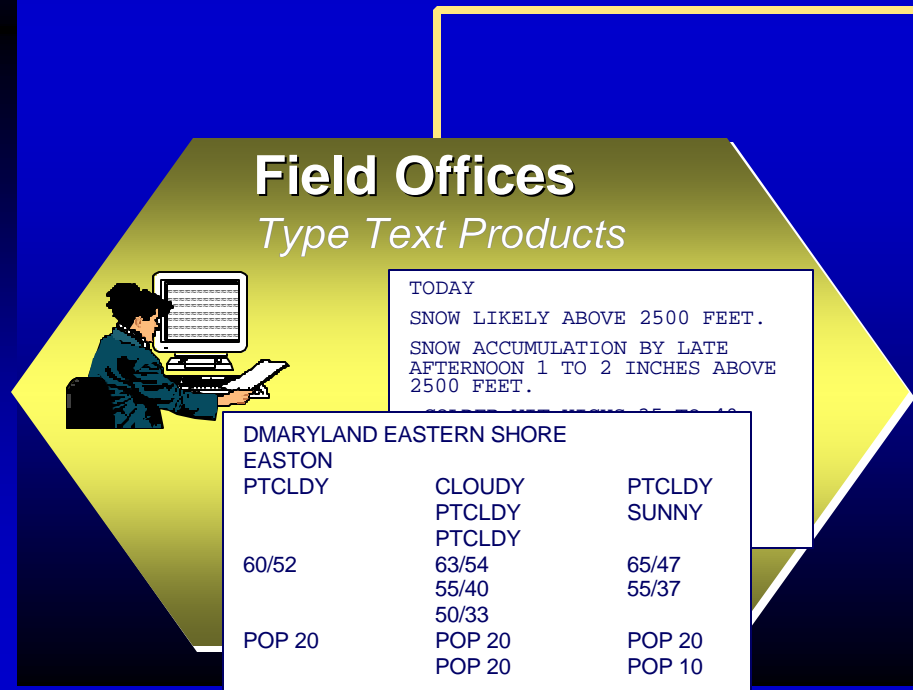 Field Offices
Type Text Products
TODAY
SNOW LIKELY ABOVE 2500 FEET.
SNOW ACCUMULATION BY LATE
AFTERNOON 1 TO 2 INCHES ABOVE
2500 FEET.
DMARYLAND EASTERN SHORE
EASTON
PTCLDY CLOUDY PTCLDY
PTCLDY SUNNY
PTCLDY
60/52 63/54 65/47
55/40 55/37
50/33
POP 20 POP 20 POP 20
POP 20 POP 10